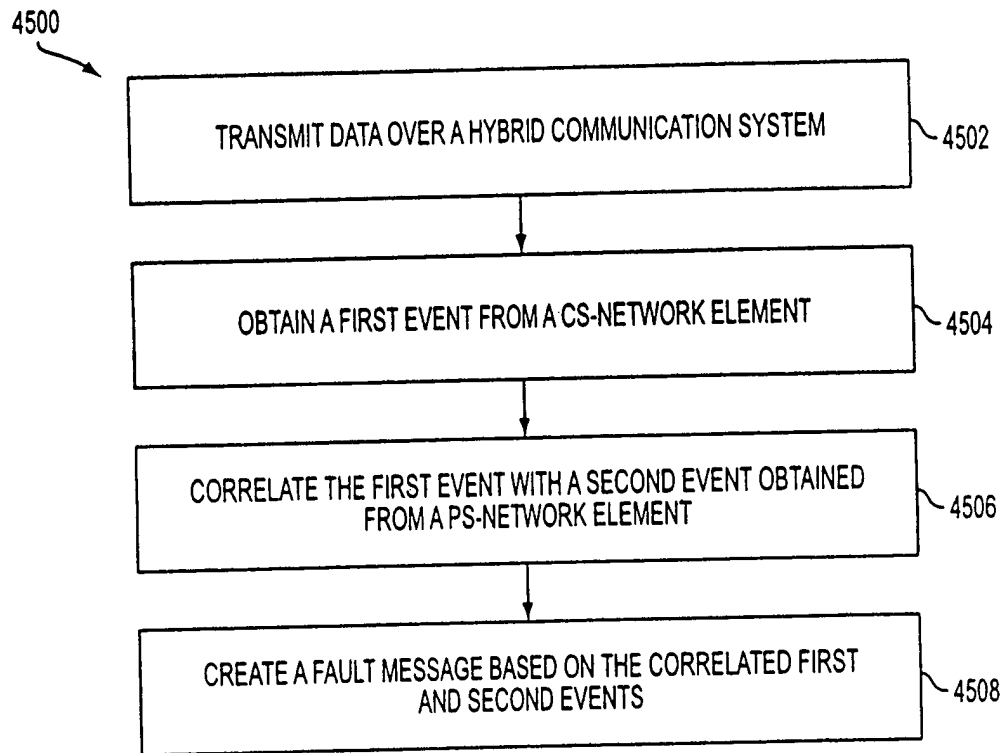 4500
TRANSMIT DATA OVER A HYBRID COMMUNICATION SYSTEM
4502
OBTAIN A FIRST EVENT FROM A CS-NETWORK ELEMENT
4504
CORRELATE THE FIRST EVENT WITH A SECOND EVENT OBTAINED
FROM A PS-NETWORK ELEMENT
4506
CREATE A FAULT MESSAGE BASED ON THE CORRELATED FIRST
AND SECOND EVENTS
4508